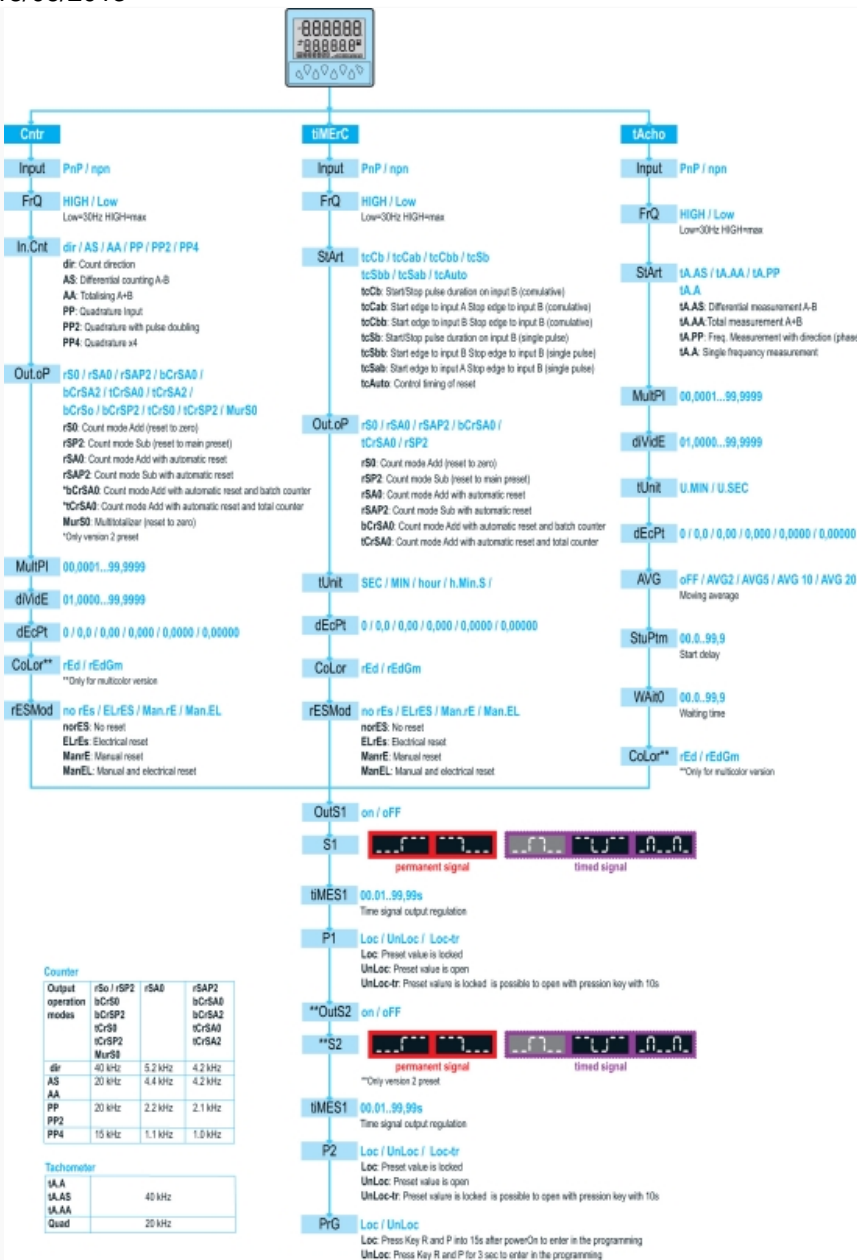 -888888
Cntr
Input PnP / npn
FrQ HIGH / Low
Low=30Hz HIGH=max
In.Cnt dir / AS / AA / PP / PP2 / PP4
dir: Count direction
AS: Differential counting A-B
AA: Totalising A+B
PP: Quadrature Input
PP2: Quadrature with pulse doubling
PP4: Quadrature x4
Out.oP rS0 / rSA0 / rSAP2 / bCrSA0 /
bCrSA2 / tCrSA0 / tCrSA2 /
bCrSo / bCrSP2 / tCrS0 / tCrSP2 / MurS0
rS0: Count mode Add (reset to zero)
rSP2: Count mode Sub (reset to main preset)
rSA0: Count mode Add with automatic reset
rSAP2: Count mode Sub with automatic reset
*bCrSA0: Count mode Add with automatic reset and batch counter
*tCrSA0: Count mode Add with automatic reset and total counter
MurS0: Multitotalizer (reset to zero)
*Only version 2 preset
MultPl 00,0001...99,9999
diVidE 01,0000...99,9999
dEcPt 0 / 0,0 / 0,00 / 0,000 / 0,0000 / 0,00000
CoLor** rEd / rEdGrn
**Only for multicolor version
rESMod no rEs / ELrES / Man.rE / Man.EL
norES: No reset
ELrEs: Electrical reset
ManrE: Manual reset
ManEL: Manual and electrical reset
tiMErC
Input PnP / npn
FrQ HIGH / Low
Low=30Hz HIGH=max
StArt tcCb / tcCab / tcCbb / tcSb
tcSbb / tcSab / tcAuto
tcCb: Start/Stop pulse duration on input B (comulative)
tcCab: Start edge to input A Stop edge to input B (comulative)
tcCbb: Start edge to input B Stop edge to input B (comulative)
tcSb: Start/Stop pulse duration on input B (single pulse)
tcSbb: Start edge to input B Stop edge to input B (single pulse)
tcSab: Start edge to input A Stop edge to input B (single pulse)
tcAuto: Control timing of reset
Out.oP rS0 / rSA0 / rSAP2 / bCrSA0 /
tCrSA0 / rSP2
rS0: Count mode Add (reset to zero)
rSP2: Count mode Sub (reset to main preset)
rSA0: Count mode Add with automatic reset
rSAP2: Count mode Sub with automatic reset
bCrSA0: Count mode Add with automatic reset and batch counter
tCrSA0: Count mode Add with automatic reset and total counter
tUnit SEC / MIN / hour / h.Min.S /
dEcPt 0 / 0,0 / 0,00 / 0,000 / 0,0000 / 0,00000
CoLor rEd / rEdGrn
rESMod no rEs / ELrES / Man.rE / Man.EL
norES: No reset
ELrEs: Electrical reset
ManrE: Manual reset
ManEL: Manual and electrical reset
tAcho
Input PnP / npn
FrQ HIGH / Low
Low=30Hz HIGH=max
StArt tA.AS / tA.AA / tA.PP
tA.A
tA.AS: Differential measurement A-B
tA.AA: Total measurement A+B
tA.PP: Freq. Measurement with direction (phase
tA.A: Single frequency measurement
MultPl 00,0001...99,9999
diVidE 01,0000...99,9999
tUnit U.MIN / U.SEC
dEcPt 0 / 0,0 / 0,00 / 0,000 / 0,0000 / 0,00000
AVG oFF / AVG2 / AVG5 / AVG 10 / AVG 20
Moving average
StuPtm 00.0..99,9
Start delay
WAit0 00.0..99,9
Waiting time
CoLor** rEd / rEdGrn
**Only for multicolor version
OutS1 on / oFF
S1
permanent signal timed signal
tiMES1 00.01..99,99s
Time signal output regulation
P1 Loc / UnLoc / Loc-tr
Loc: Preset value is locked
UnLoc: Preset value is open
UnLoc-tr: Preset valure is locked is possible to open with pression key with 10s
**OutS2 on / oFF
**S2
permanent signal timed signal
**Only version 2 preset
tiMES1 00.01..99,99s
Time signal output regulation
P2 Loc / UnLoc / Loc-tr
Loc: Preset value is locked
UnLoc: Preset value is open
UnLoc-tr: Preset valure is locked is possible to open with pression key with 10s
PrG Loc / UnLoc
Loc: Press Key R and P into 15s after powerOn to enter in the programming
UnLoc: Press Key R and P for 3 sec to enter in the programming
Counter
Output rSo / rSP2 rSA0 rSAP2
operation bCrS0 bCrSA0
modes bCrSP2 bCrSA2
tCrS0 tCrSA0
tCrSP2 tCrSA2
MurS0
dir 40 kHz 5.2 kHz 4.2 kHz
AS 20 kHz 4.4 kHz 4.2 kHz
AA
PP 20 kHz 2.2 kHz 2.1 kHz
PP2
PP4 15 kHz 1.1 kHz 1.0 kHz
Tachometer
tA.A
tA.AS 40 kHz
tA.AA
Quad 20 kHz